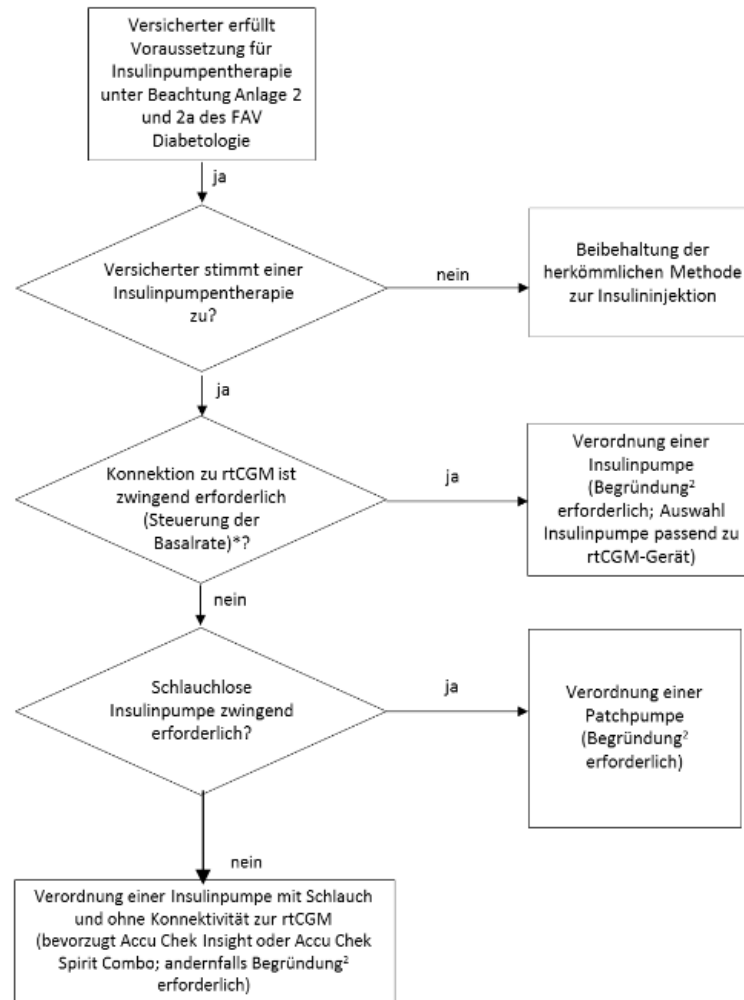 Versicherter erfüllt
Voraussetzung für
Insulinpumpentherapie
unter Beachtung Anlage 2
und 2a des FAV
Diabetologie
ja
Versicherter stimmt einer
Insulinpumpentherapie
zu?
nein
Beibehaltung der
herkömmlichen Methode
zur Insulininjektion
ja
Konnektion zu rtCGM ist
zwingend erforderlich
(Steuerung der
Basalrate)*?
ja
Verordnung einer
Insulinpumpe
(Begründung²
erforderlich; Auswahl
Insulinpumpe passend zu
rtCGM-Gerät)
nein
Schlauchlose
Insulinpumpe zwingend
erforderlich?
ja
Verordnung einer
Patchpumpe
(Begründung²
erforderlich)
nein
Verordnung einer Insulinpumpe mit Schlauch
und ohne Konnektivität zur rtCGM
(bevorzugt Accu Chek Insight oder Accu Chek
Spirit Combo; andernfalls Begründung²
erforderlich)